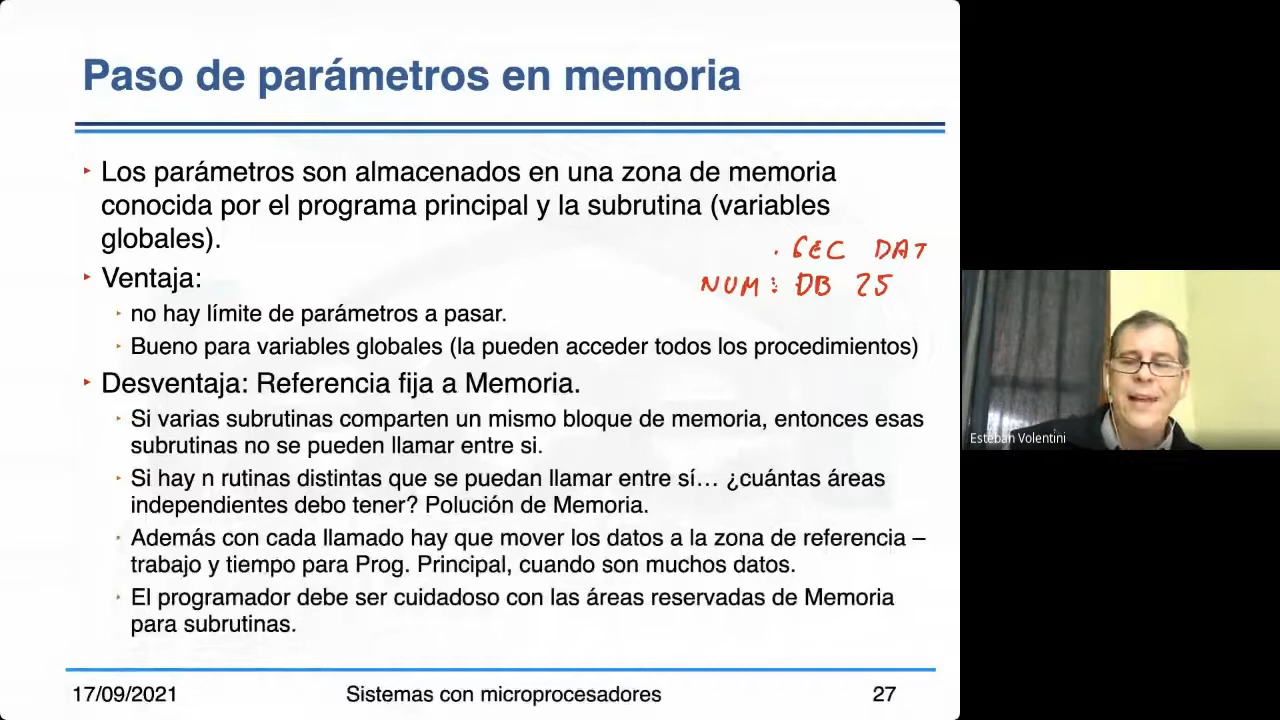 Paso de parámetros en memoria
Los parámetros son almacenados en una zona de memoria
conocida por el programa principal y la subrutina (variables
globales).
. SEC DAT
Ventaja:
NUM: DB 25
no hay límite de parámetros a pasar.
Bueno para variables globales (la pueden acceder todos los procedimientos)
Desventaja: Referencia fija a Memoria.
Si varias subrutinas comparten un mismo bloque de memoria, entonces esas
subrutinas no se pueden llamar entre si.
Si hay n rutinas distintas que se puedan llamar entre sí… ¿cuántas áreas
independientes debo tener? Polución de Memoria.
Además con cada llamado hay que mover los datos a la zona de referencia –
trabajo y tiempo para Prog. Principal, cuando son muchos datos.
El programador debe ser cuidadoso con las áreas reservadas de Memoria
para subrutinas.
17/09/2021 Sistemas con microprocesadores 27
Esteban Volentini